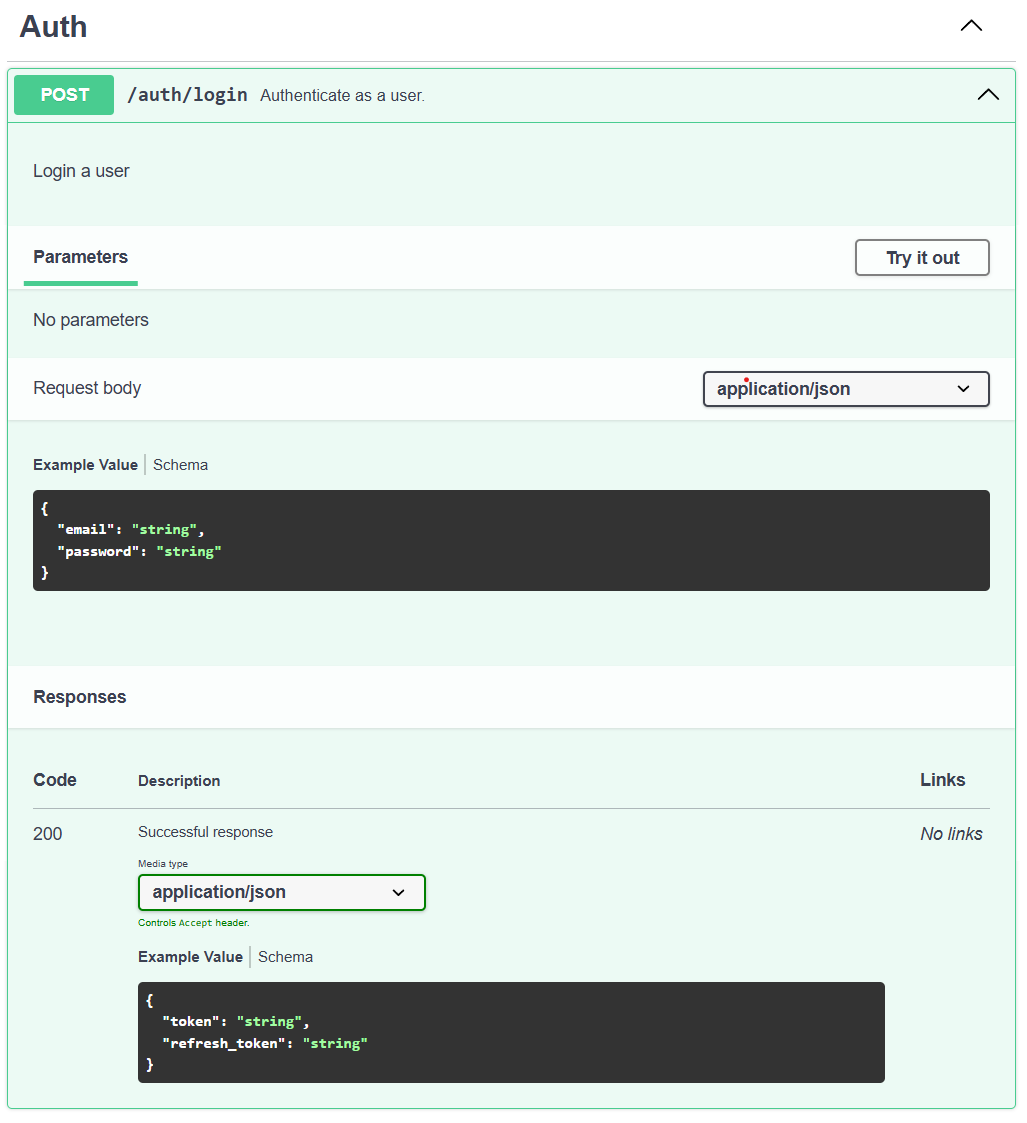 Auth
POST /auth/login Authenticate as a user.
Login a user
Parameters Try it out
No parameters
Request body application/json
Example Value Schema
{
"email": "string",
"password": "string"
}
Responses
Code Description Links
200 Successful response No links
Media type
application/json
Controls Accept header.
Example Value Schema
{
"token": "string",
"refresh_token": "string"
}